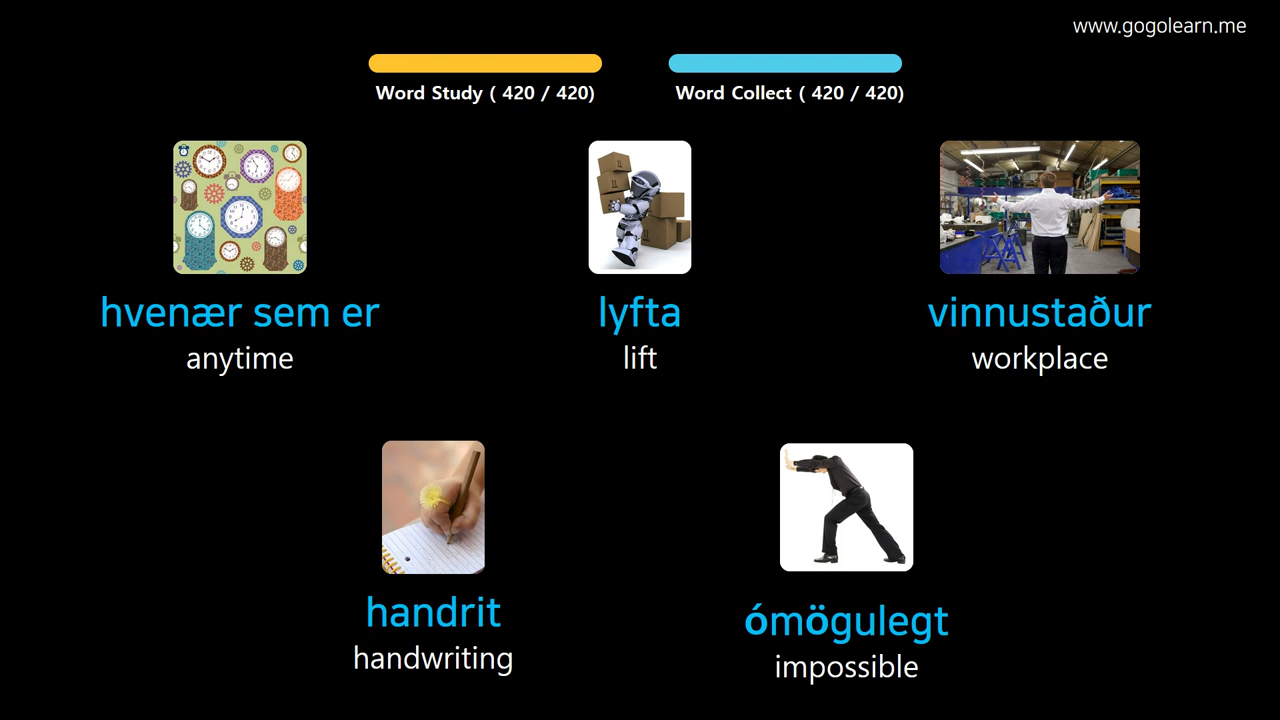 www.gogolearn.me
Word Study ( 420 / 420)
Word Collect ( 420 / 420)
hvenær sem er
anytime
lyfta
lift
vinnustaður
workplace
handrit
handwriting
ómögulegt
impossible